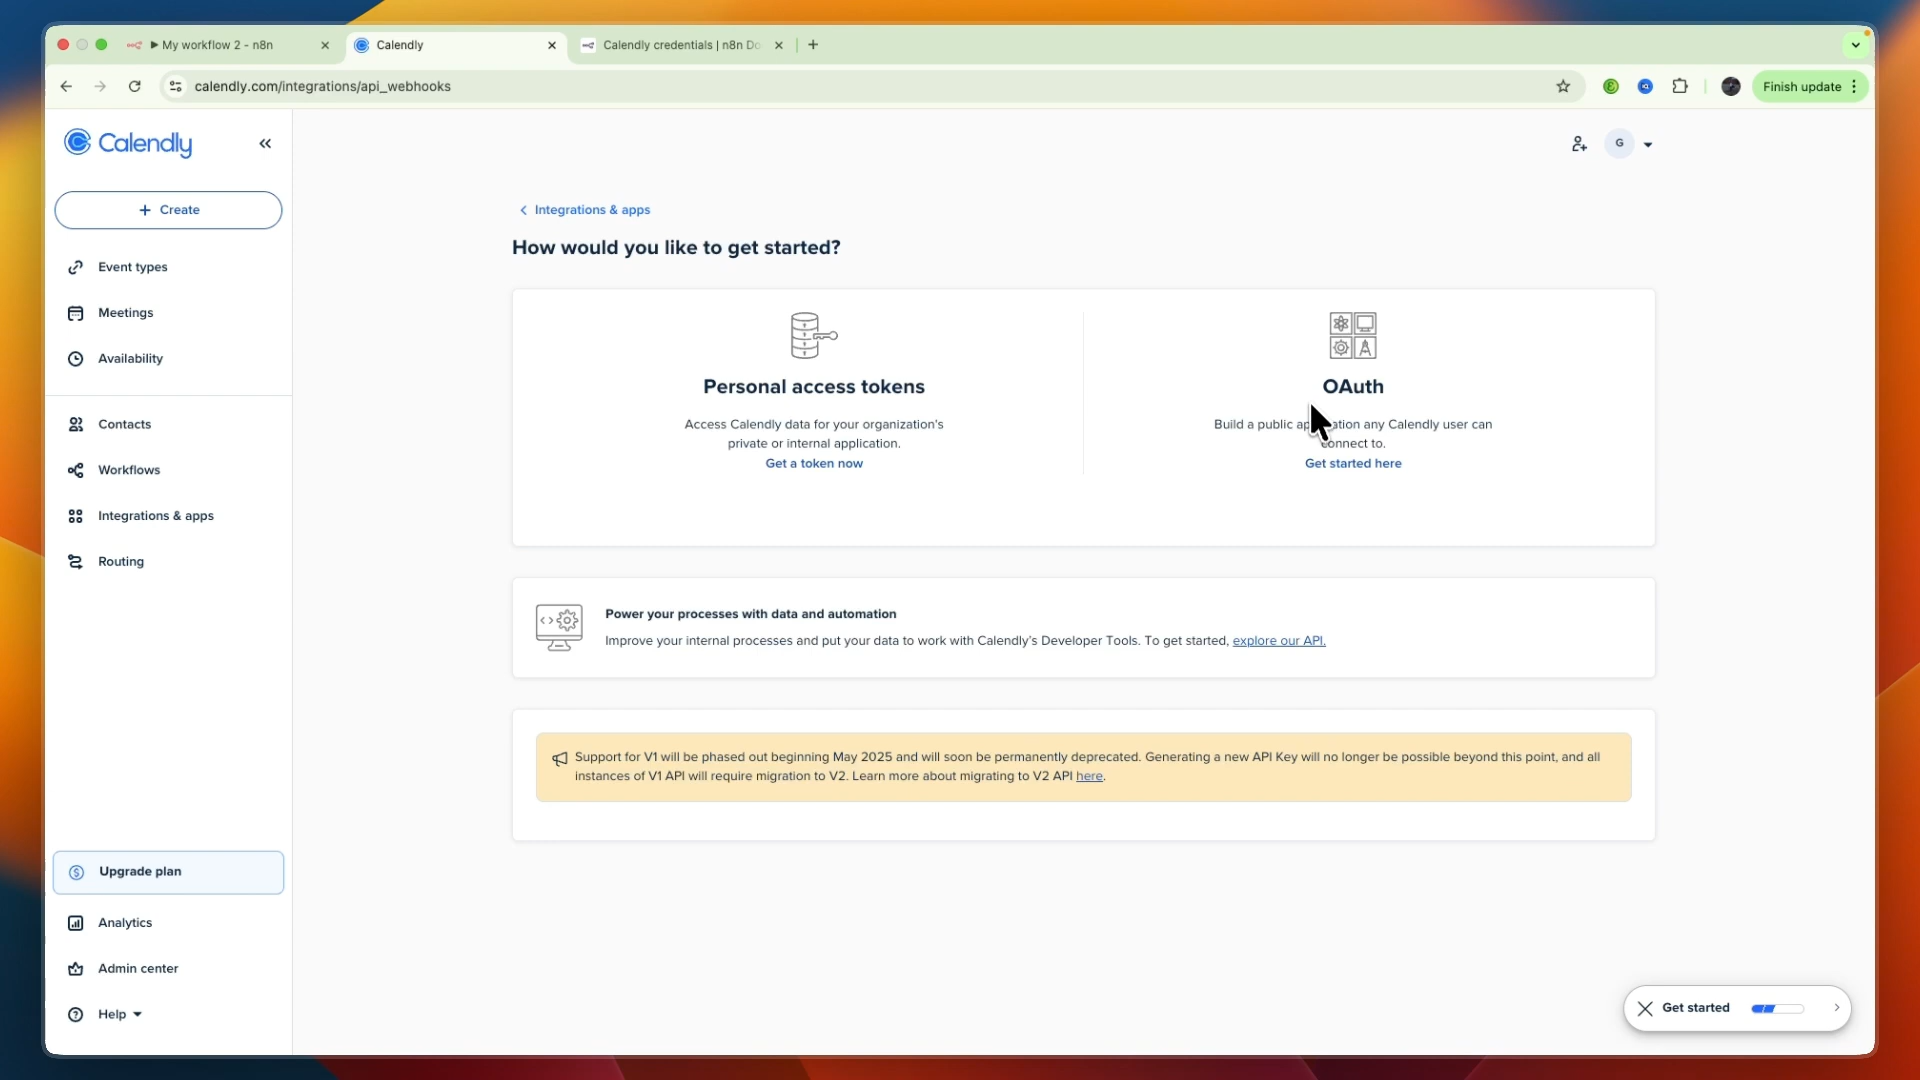 My workflow 2 - n8n
Calendly
Calendly credentials | n8n Do
calendly.com/integrations/api_webhooks
Finish update
Calendly
Create
Event types
Meetings
Availability
Contacts
Workflows
Integrations & apps
Routing
Upgrade plan
Analytics
Admin center
Help
G
Integrations & apps
How would you like to get started?
Personal access tokens
Access Calendly data for your organization's
private or internal application.
Get a token now
OAuth
Build a public ap ation any Calendly user can
connect to.
Get started here
Power your processes with data and automation
Improve your internal processes and put your data to work with Calendly's Developer Tools. To get started, explore our API.
Support for V1 will be phased out beginning May 2025 and will soon be permanently deprecated. Generating a new API Key will no longer be possible beyond this point, and all
instances of V1 API will require migration to V2. Learn more about migrating to V2 API here.
Get started